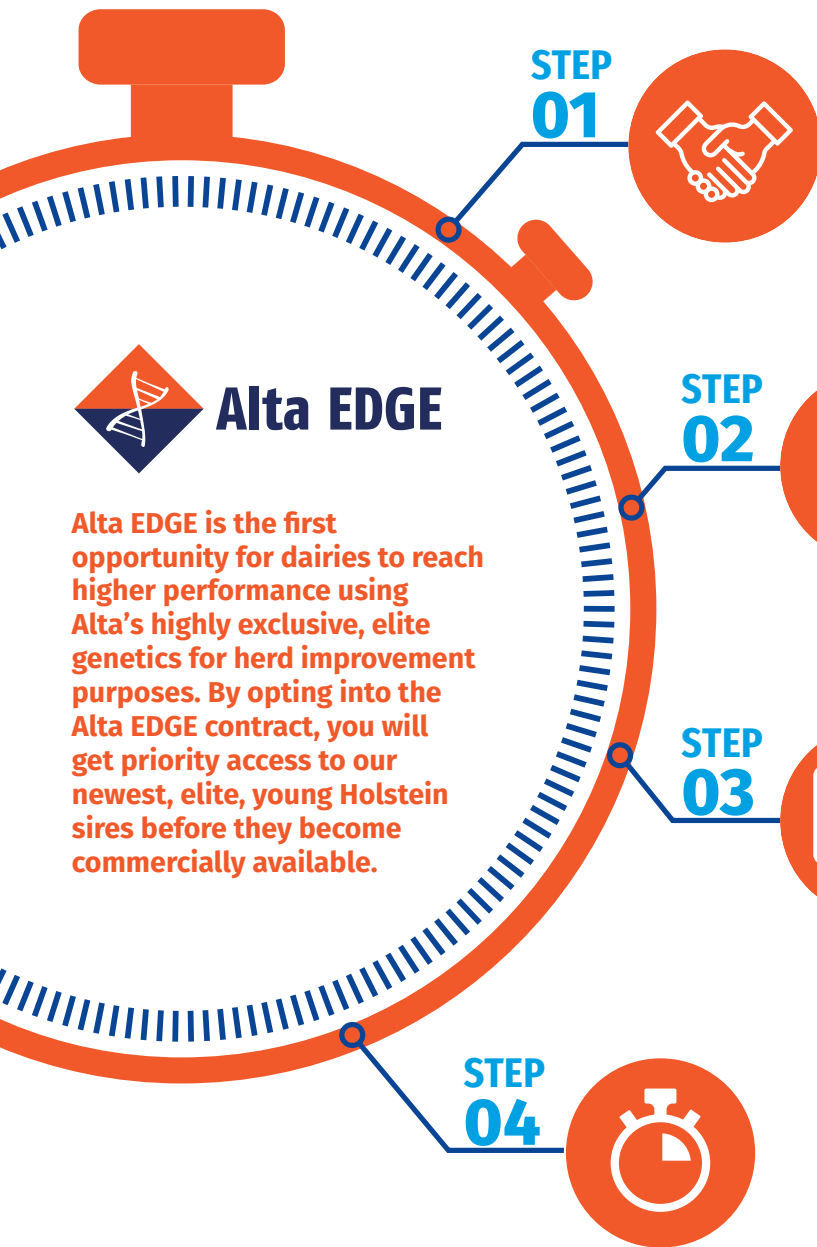 STEP
01
STEP
02
Alta EDGE
Alta EDGE is the first
opportunity for dairies to reach
higher performance using
Alta’s highly exclusive, elite
genetics for herd improvement
purposes. By opting into the
Alta EDGE contract, you will
get priority access to our
newest, elite, young Holstein
sires before they become
commercially available.
STEP
03
STEP
04